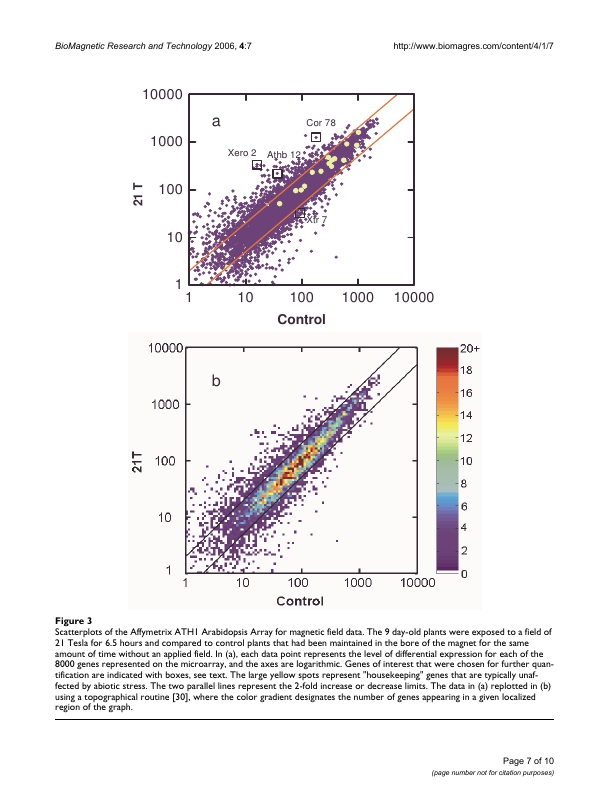 BioMagnetic Research and Technology 2006, 4:7
http://www.biomagres.com/content/4/1/7
10000
a
Cor 78
1000
Xero 2
Athb 12
21 T
100
Xtr 7
10
1
1 10 100 1000 10000
Control
10000
b
1000
21T
100
10
1
1 10 100 1000 10000
Control
20+
18
16
14
12
10
8
6
4
2
0
Figure 3
Scatterplots of the Affymetrix ATH1 Arabidopsis Array for magnetic field data. The 9 day-old plants were exposed to a field of
21 Tesla for 6.5 hours and compared to control plants that had been maintained in the bore of the magnet for the same
amount of time without an applied field. In (a), each data point represents the level of differential expression for each of the
8000 genes represented on the microarray, and the axes are logarithmic. Genes of interest that were chosen for further quan-
tification are indicated with boxes, see text. The large yellow spots represent "housekeeping" genes that are typically unaf-
fected by abiotic stress. The two parallel lines represent the 2-fold increase or decrease limits. The data in (a) replotted in (b)
using a topographical routine [30], where the color gradient designates the number of genes appearing in a given localized
region of the graph.
Page 7 of 10
(page number not for citation purposes)